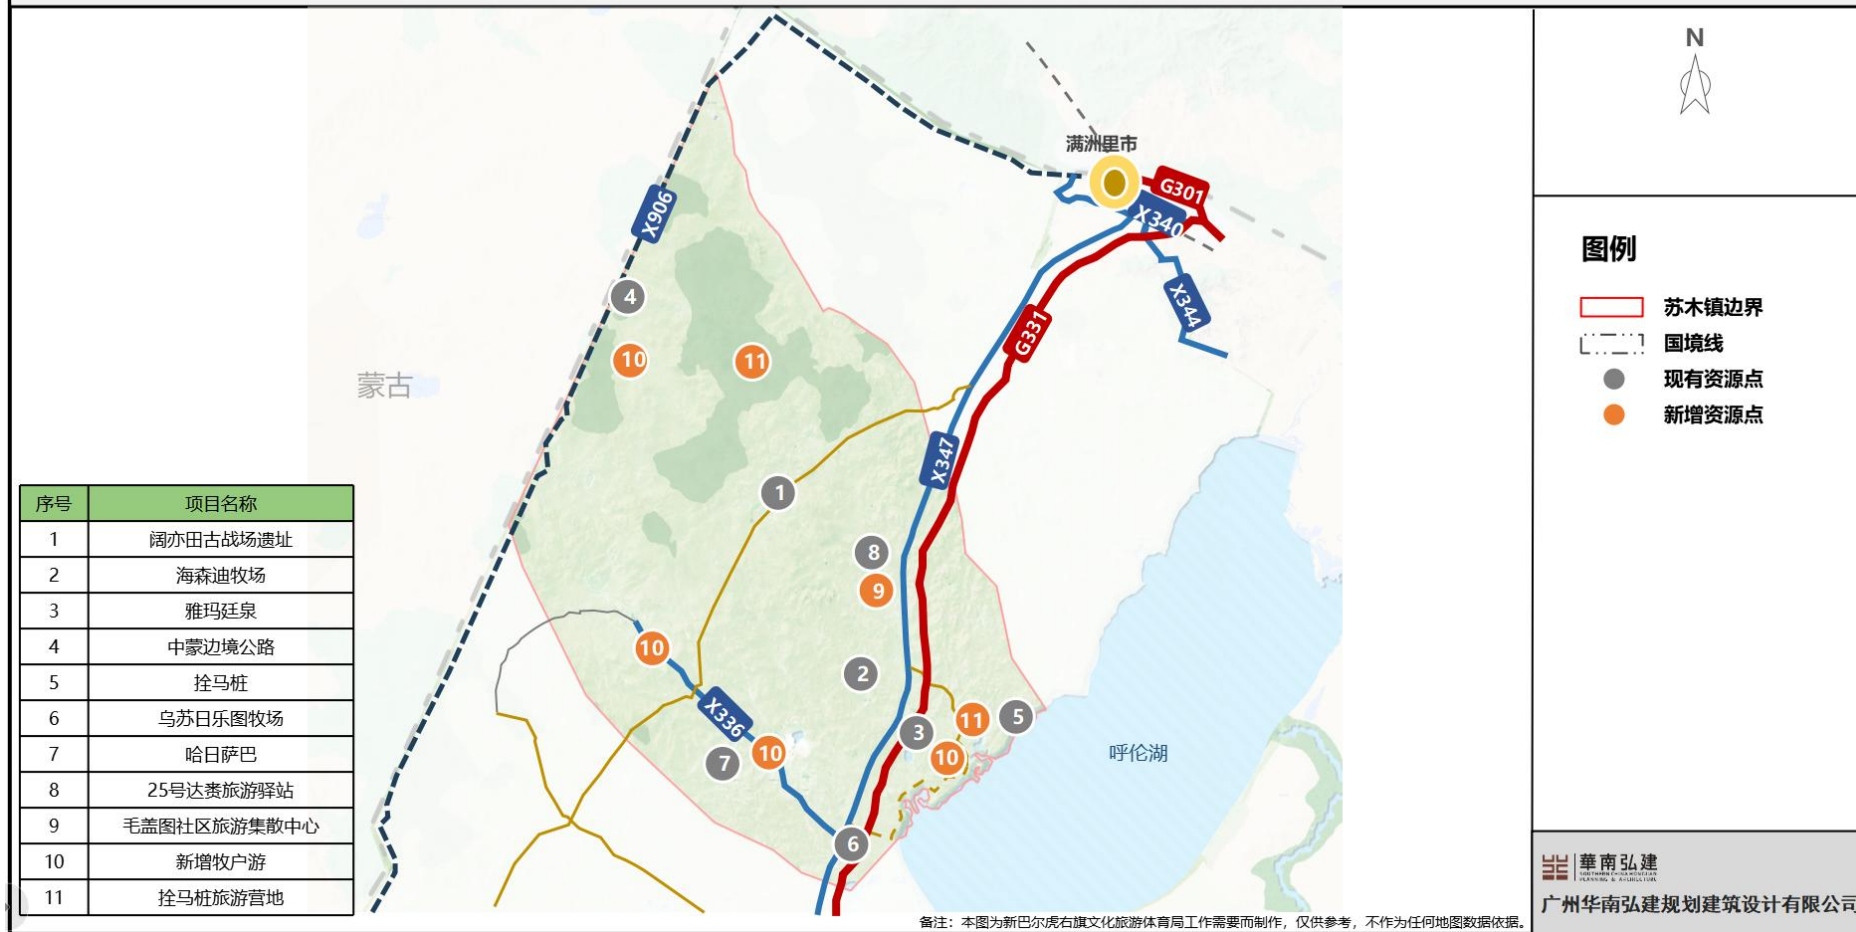 N
满洲里市
G301
X340
X906
X344
G331
4
10
11
蒙古
X347
1
8
9
10
2
X336
5
11
3
10
7
10
呼伦湖
6
图例
苏木镇边界
国境线
现有资源点
新增资源点
序号 项目名称
1 阔亦田古战场遗址
2 海森迪牧场
3 雅玛廷泉
4 中蒙边境公路
5 拴马桩
6 乌苏日乐图牧场
7 哈日萨巴
8 25号达赉旅游驿站
9 毛盖图社区旅游集散中心
10 新增牧户游
11 拴马桩旅游营地
备注：本图为新巴尔虎右旗文化旅游体育局工作需要而制作，仅供参考，不作为任何地图数据依据。
華南弘建
广州华南弘建规划建筑设计有限公司